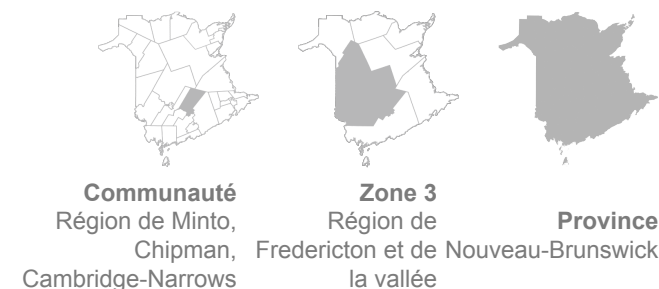 Communauté
Région de Minto,
Chipman,
Cambridge-Narrows
Zone 3
Région de
Fredericton et de
la vallée
Province
Nouveau-Brunswick